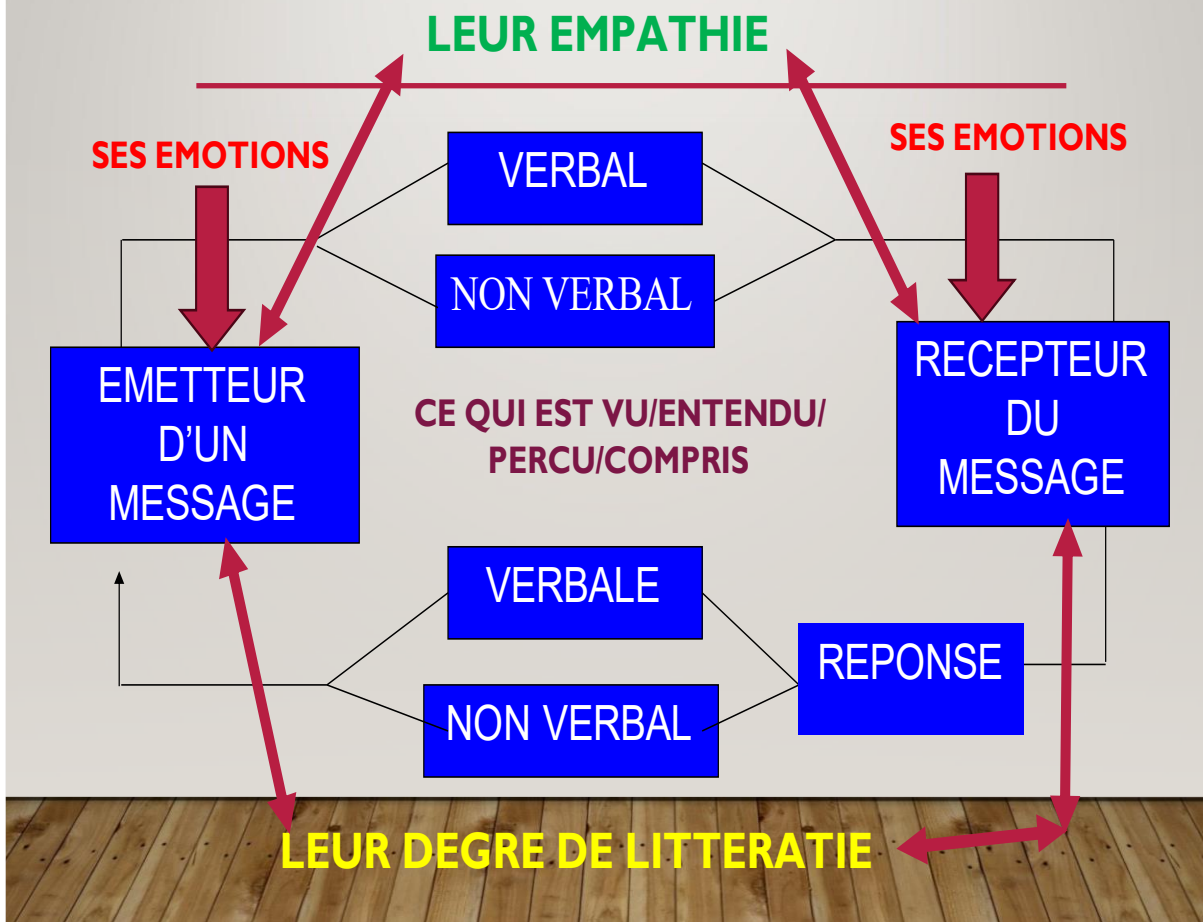 LEUR EMPATHIE
SES EMOTIONS
SES EMOTIONS
VERBAL
NON VERBAL
EMETTEUR
D'UN
MESSAGE
CE QUI EST VU/ENTENDU/
PERCU/COMPRIS
RECEPTEUR
DU
MESSAGE
VERBALE
REPONSE
NON VERBAL
LEUR DEGRE DE LITTERATIE